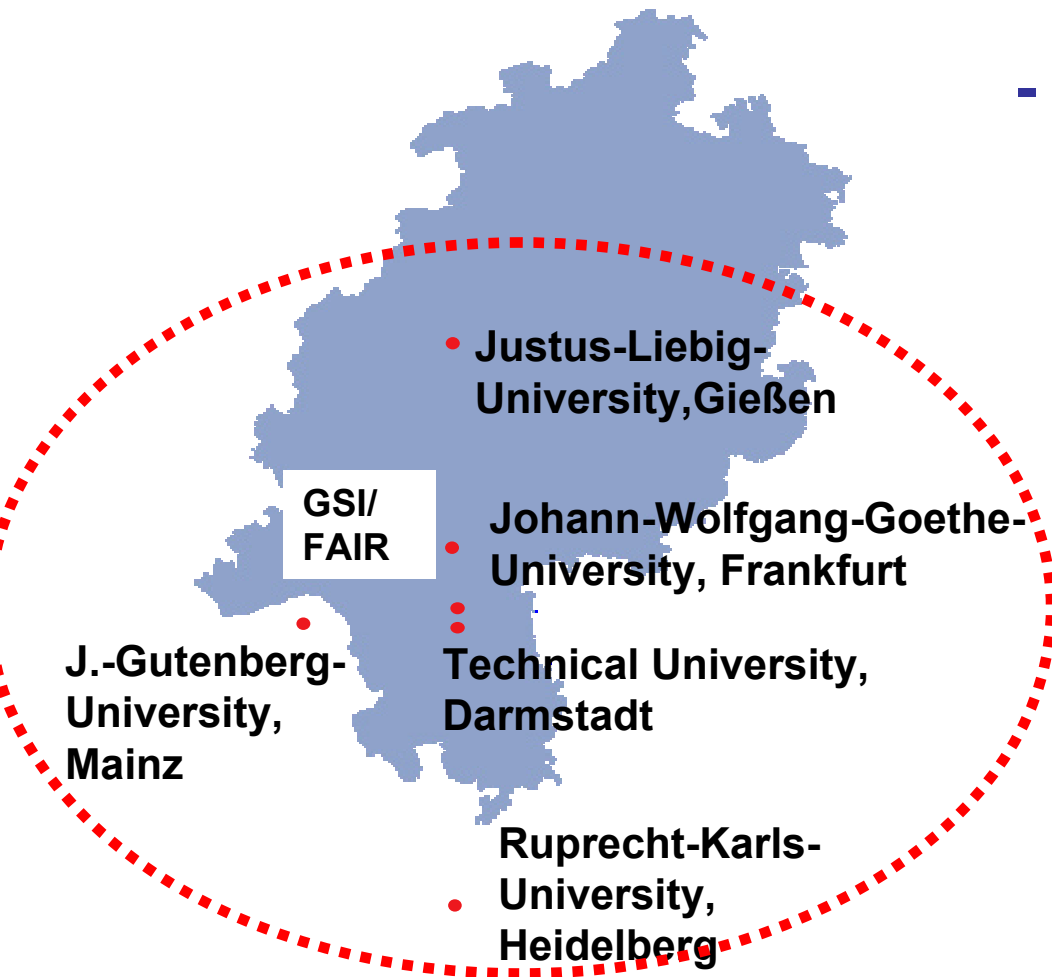 Justus-Liebig-
University,Gießen
GSI/
FAIR
Johann-Wolfgang-Goethe-
University, Frankfurt
J.-Gutenberg-
University,
Mainz
Technical University,
Darmstadt
Ruprecht-Karls-
University,
Heidelberg